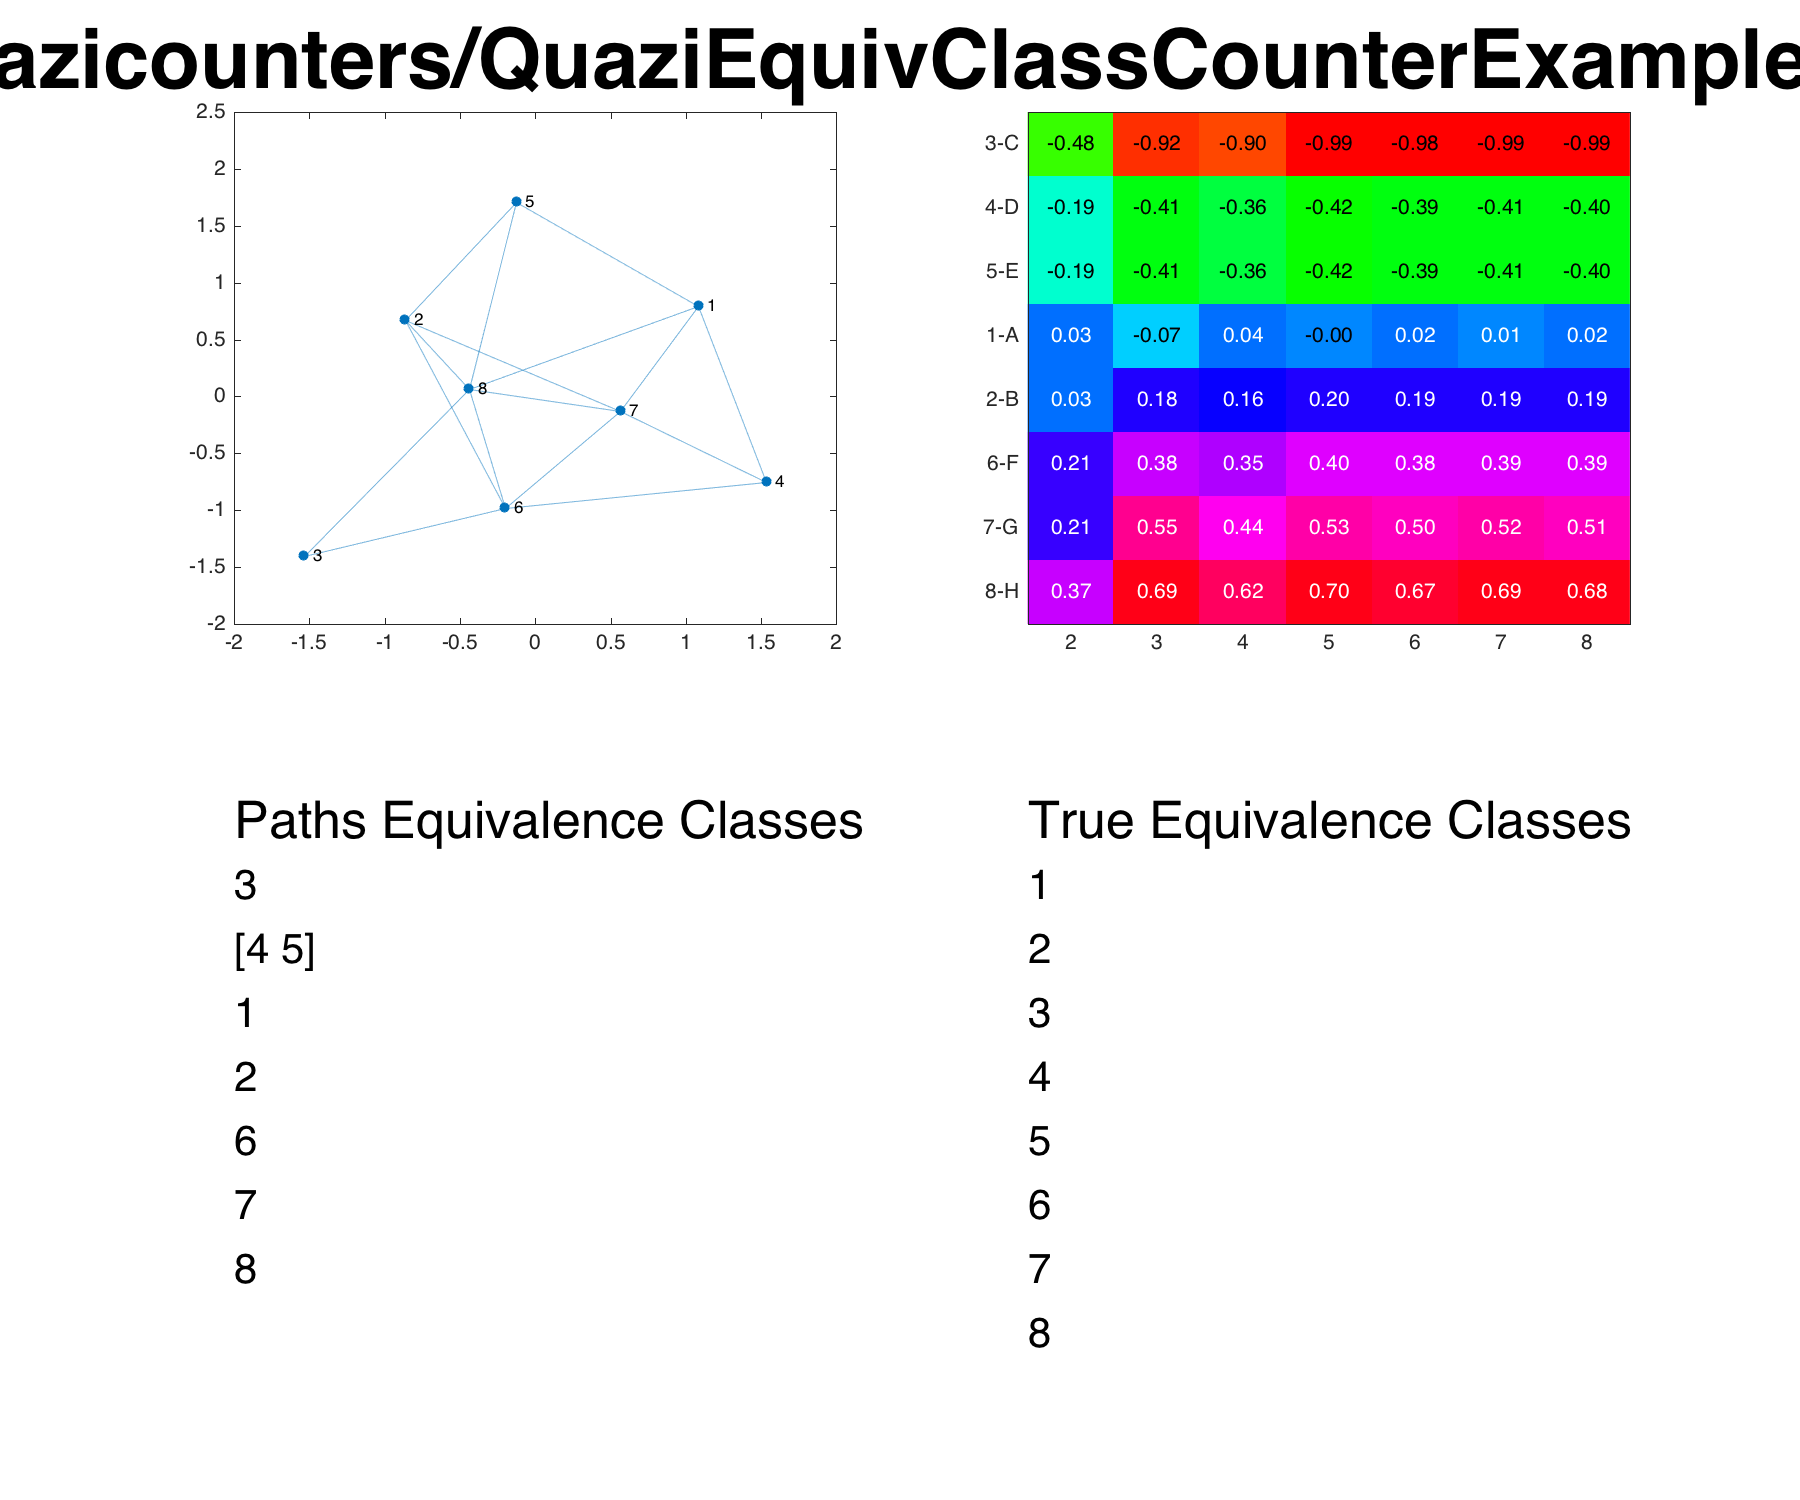 azicounters/QuaziEquivClassCounterExample
2.5
2
1.5
1
0.5
0
-0.5
-1
-1.5
-2
-2 -1.5 -1 -0.5 0 0.5 1 1.5 2
5
1
2
8
7
4
6
3
3-C -0.48 -0.92 -0.90 -0.99 -0.98 -0.99 -0.99
4-D -0.19 -0.41 -0.36 -0.42 -0.39 -0.41 -0.40
5-E -0.19 -0.41 -0.36 -0.42 -0.39 -0.41 -0.40
1-A 0.03 -0.07 0.04 -0.00 0.02 0.01 0.02
2-B 0.03 0.18 0.16 0.20 0.19 0.19 0.19
6-F 0.21 0.38 0.35 0.40 0.38 0.39 0.39
7-G 0.21 0.55 0.44 0.53 0.50 0.52 0.51
8-H 0.37 0.69 0.62 0.70 0.67 0.69 0.68
2 3 4 5 6 7 8
Paths Equivalence Classes
3
[4 5]
1
2
6
7
8
True Equivalence Classes
1
2
3
4
5
6
7
8